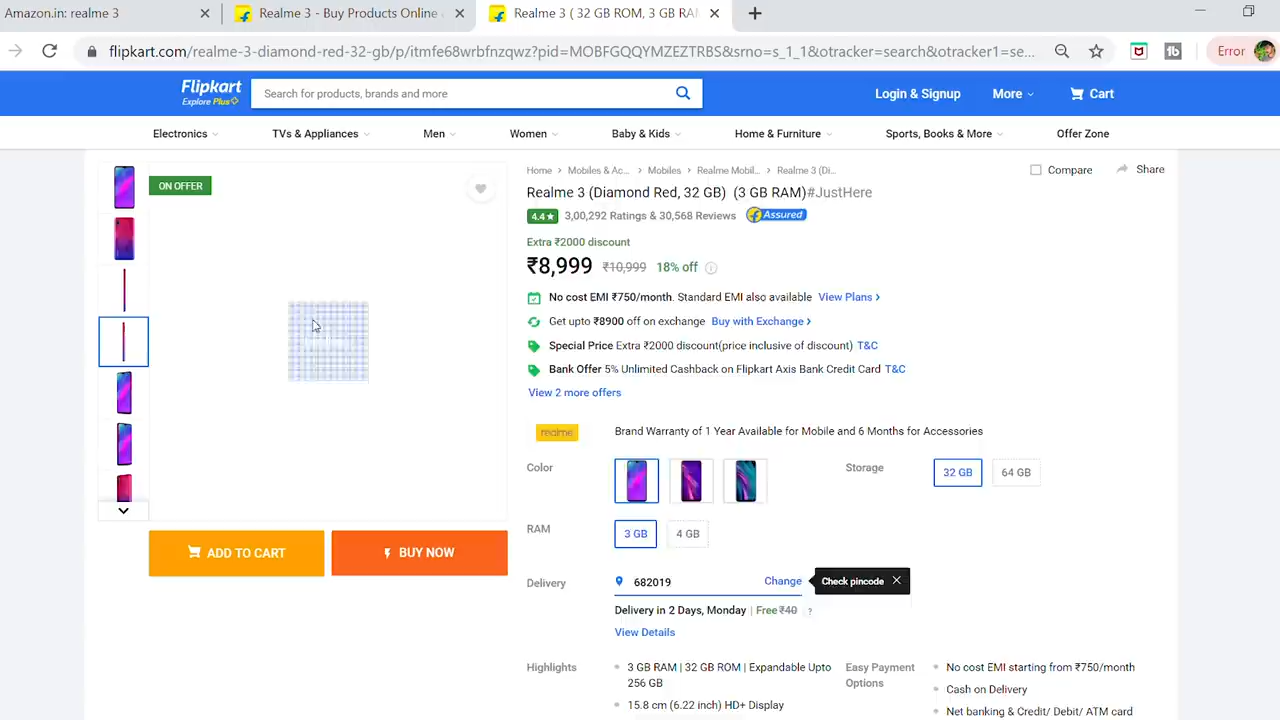 Amazon.in: realme 3
Realme 3 - Buy Products Online
Realme 3 ( 32 GB ROM, 3 GB RAM
flipkart.com/realme-3-diamond-red-32-gb/p/itmfe68wrbfnzqwz?pid=MOBFGQQYMZEZTRBS&srno=s_1_1&otracker=search&otracker1=se...
Error
Flipkart
Explore Plus
Search for products, brands and more
Login & Signup
More
Cart
Electronics
TVs & Appliances
Men
Women
Baby & Kids
Home & Furniture
Sports, Books & More
Offer Zone
ON OFFER
Home > Mobiles & Ac... > Mobiles > Realme Mobil... > Realme 3 (Di...
Compare
Share
Realme 3 (Diamond Red, 32 GB) (3 GB RAM)#JustHere
4.4★ 3,00,292 Ratings & 30,568 Reviews Assured
Extra ₹2000 discount
₹8,999 ₹10,999 18% off
No cost EMI ₹750/month. Standard EMI also available View Plans >
Get upto ₹8900 off on exchange Buy with Exchange >
Special Price Extra ₹2000 discount(price inclusive of discount) T&C
Bank Offer 5% Unlimited Cashback on Flipkart Axis Bank Credit Card T&C
View 2 more offers
realme Brand Warranty of 1 Year Available for Mobile and 6 Months for Accessories
Color
Storage 32 GB 64 GB
RAM 3 GB 4 GB
ADD TO CART
BUY NOW
Delivery 682019 Change
Check pincode
Delivery in 2 Days, Monday | Free ₹40 ?
View Details
Highlights
3 GB RAM | 32 GB ROM | Expandable Upto
256 GB
15.8 cm (6.22 inch) HD+ Display
Easy Payment
Options
No cost EMI starting from ₹750/month
Cash on Delivery
Net banking & Credit/ Debit/ ATM card